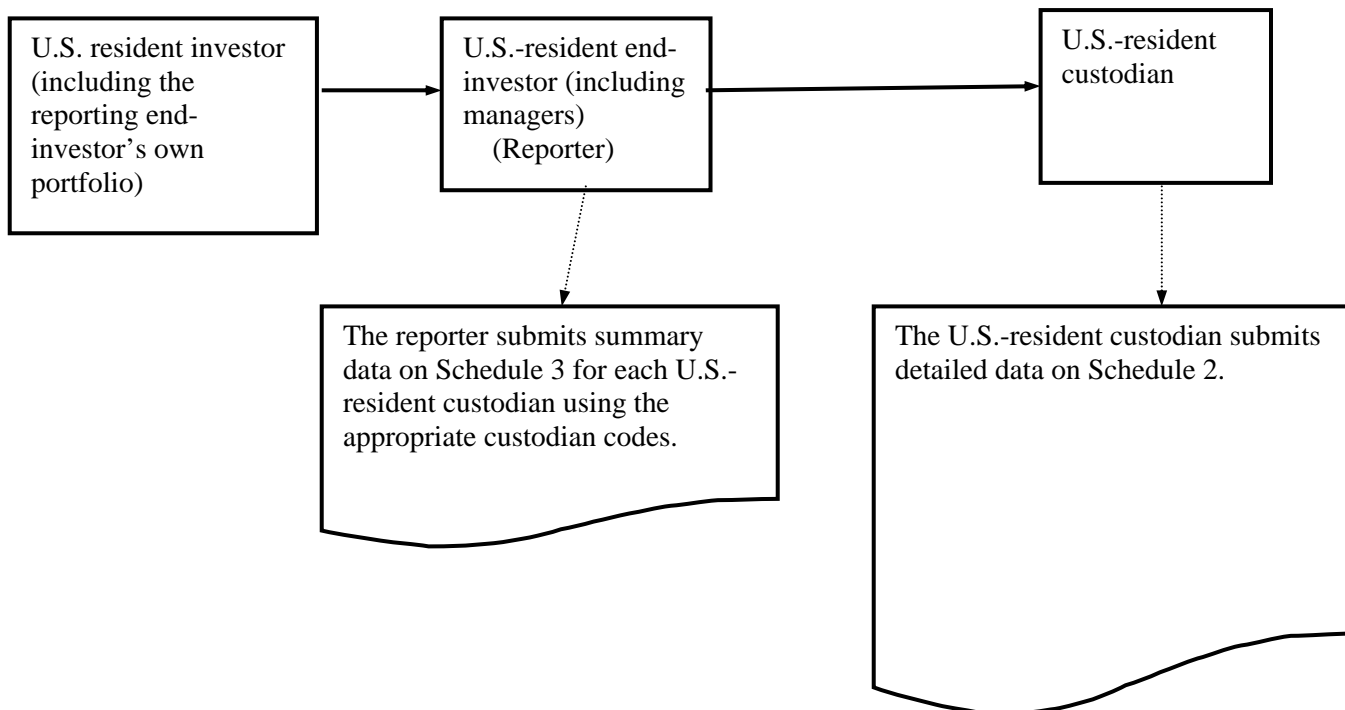 U.S. resident investor
(including the
reporting end-
investor’s own
portfolio)
U.S.-resident end-
investor (including
managers)
(Reporter)
U.S.-resident
custodian
The reporter submits summary
data on Schedule 3 for each U.S.-
resident custodian using the
appropriate custodian codes.
The U.S.-resident custodian submits
detailed data on Schedule 2.